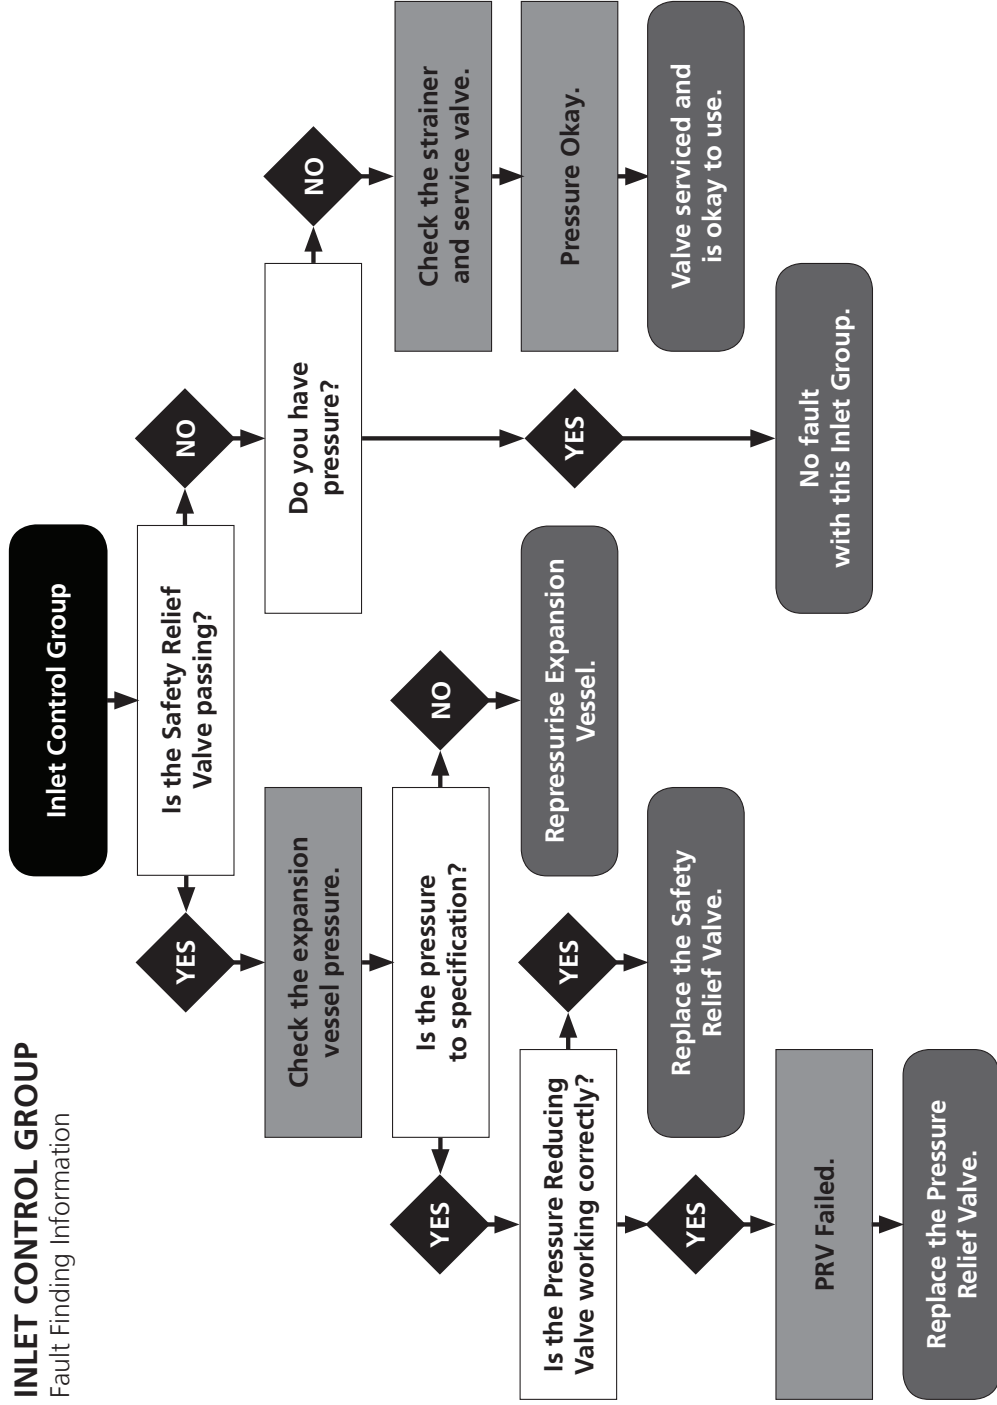 INLET CONTROL GROUP
Fault Finding Information
Inlet Control Group
Is the Safety Relief
Valve passing?
YES
NO
Check the expansion
vessel pressure.
Do you have
pressure?
NO
Is the pressure
to specification?
YES
NO
Check the strainer
and service valve.
Is the Pressure Reducing
Valve working correctly?
YES
Repressurise Expansion
Vessel.
YES
Pressure Okay.
YES
Replace the Safety
Relief Valve.
Valve serviced and
is okay to use.
PRV Failed.
No fault
with this Inlet Group.
Replace the Pressure
Relief Valve.